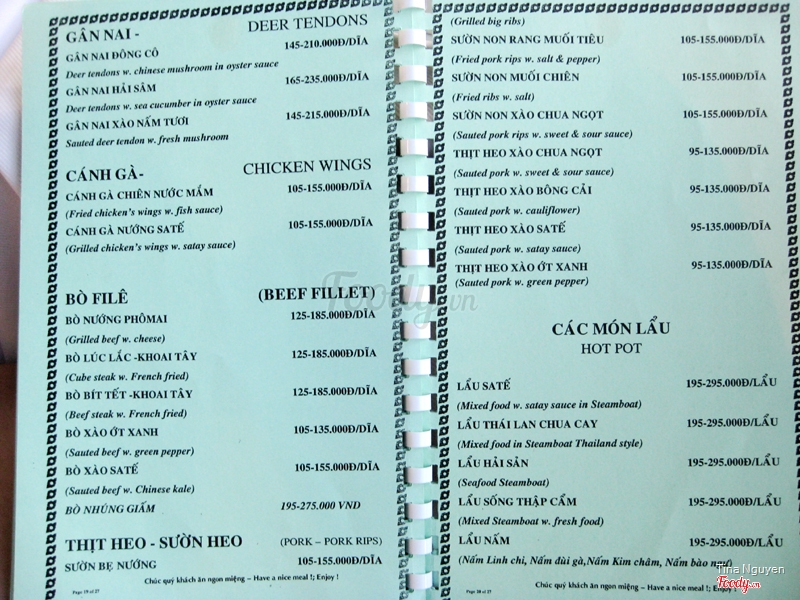 GÂN NAI - DEER TENDONS
GÂN NAI ĐÔNG CÔ 145-210.000Đ/DĨA
Deer tendons w. chinese mushroom in oyster sauce
GÂN NAI HẢI SÂM 165-235.000Đ/DĨA
Deer tendons w. sea cucumber in oyster sauce
GÂN NAI XÀO NẤM TƯƠI 145-215.000Đ/DĨA
Sauted deer tendon w. fresh mushroom
CÁNH GÀ- CHICKEN WINGS
CÁNH GÀ CHIÊN NƯỚC MẮM 105-155.000Đ/DĨA
(Fried chicken's wings w. fish sauce)
CÁNH GÀ NƯỚNG SATẾ 105-155.000Đ/DĨA
(Grilled chicken's wings w. satay sauce)
BÒ FILÊ (BEEF FILLET)
BÒ NƯỚNG PHÔMAI 125-185.000Đ/DĨA
(Grilled beef w. cheese)
BÒ LÚC LẮC -KHOAI TÂY 125-185.000Đ/DĨA
(Cube steak w. French fried)
BÒ BÍT TẾT -KHOAI TÂY 125-185.000Đ/DĨA
(Beef steak w. French fried)
BÒ XÀO ỚT XANH 105-135.000Đ/DĨA
(Sauted beef w. green pepper)
BÒ XÀO SATẾ 105-155.000Đ/DĨA
(Sauted beef w. Chinese kale)
BÒ NHÚNG GIẤM 195-275.000 VND
THỊT HEO - SƯỜN HEO (PORK – PORK RIPS)
SƯỜN BẸ NƯỚNG 105-155.000Đ/DĨA
Chúc quý khách ăn ngon miệng – Have a nice meal !; Enjoy !
Page 19 of 27
(Grilled big ribs)
SƯỜN NON RANG MUỐI TIÊU 105-155.000Đ/DĨA
(Fried pork rips w. salt & pepper)
SƯỜN NON MUỐI CHIÊN 105-155.000Đ/DĨA
(Fried ribs w. salt)
SƯỜN NON XÀO CHUA NGỌT 105-155.000Đ/DĨA
(Sauted pork rips w. sweet & sour sauce)
THỊT HEO XÀO CHUA NGỌT 95-135.000Đ/DĨA
(Sauted pork w. sweet & sour sauce)
THỊT HEO XÀO BÔNG CẢI 95-135.000Đ/DĨA
(Sauted pork w. cauliflower)
THỊT HEO XÀO SATẾ 95-135.000Đ/DĨA
(Sauted pork w. satay sauce)
THỊT HEO XÀO ỚT XANH 95-135.000Đ/DĨA
(Sauted pork w. green pepper)
CÁC MÓN LẨU
HOT POT
LẨU SATẾ 195-295.000Đ/LẨU
(Mixed food w. satay sauce in Steamboat)
LẨU THÁI LAN CHUA CAY 195-295.000Đ/LẨU
(Mixed food in Steamboat Thailand style)
LẨU HẢI SẢN 195-295.000Đ/LẨU
(Seafood Steamboat)
LẨU SỐNG THẬP CẨM 195-295.000Đ/LẨU
(Mixed Steamboat w. fresh food)
LẨU NẤM 195-295.000Đ/LẨU
(Nấm Linh chi, Nấm đùi gà,Nấm Kim châm, Nấm bào ngư)
Chúc quý khách ăn ngon miệng – Have a nice meal !; Enjoy !
Page 20 of 27
Foody.vn
Tina Nguyen
Foody.vn